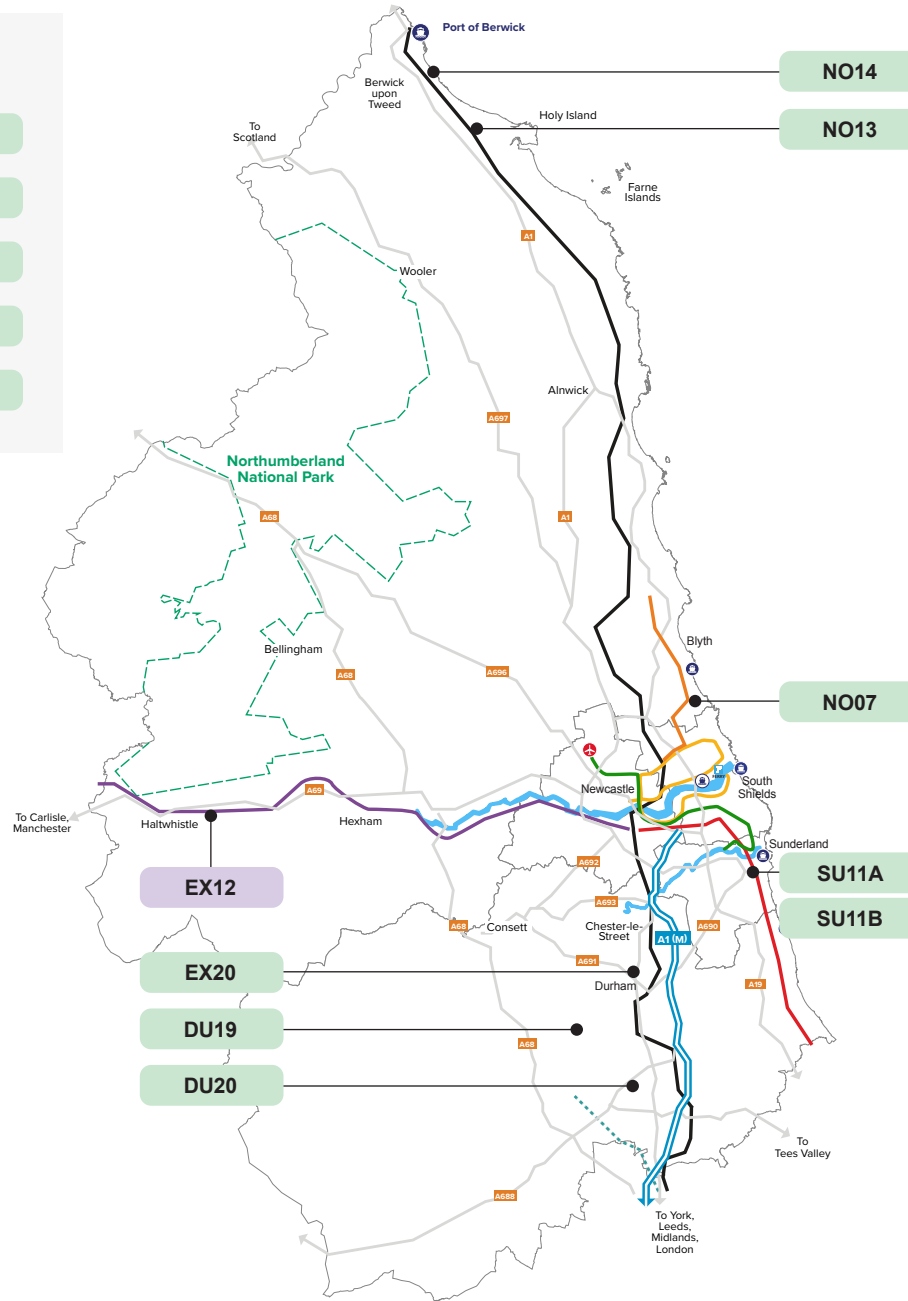 Port of Berwick
NO14
Berwick
upon
Tweed
Holy Island
NO13
To
Scotland
Farne
Islands
A1
Wooler
Alnwick
A697
Northumberland
National Park
A68
A1
Blyth
Bellingham
A696
A68
NO07
FERRY
South
Shields
Newcastle
A69
To Carlisle,
Manchester
Haltwhistle
Hexham
Sunderland
A692
SU11A
EX12
A693
SU11B
A68
Consett
Chester-le-
Street
A1 (M)
A690
A691
EX20
Durham
A19
DU19
A68
DU20
To
Tees Valley
A688
To York,
Leeds,
Midlands,
London